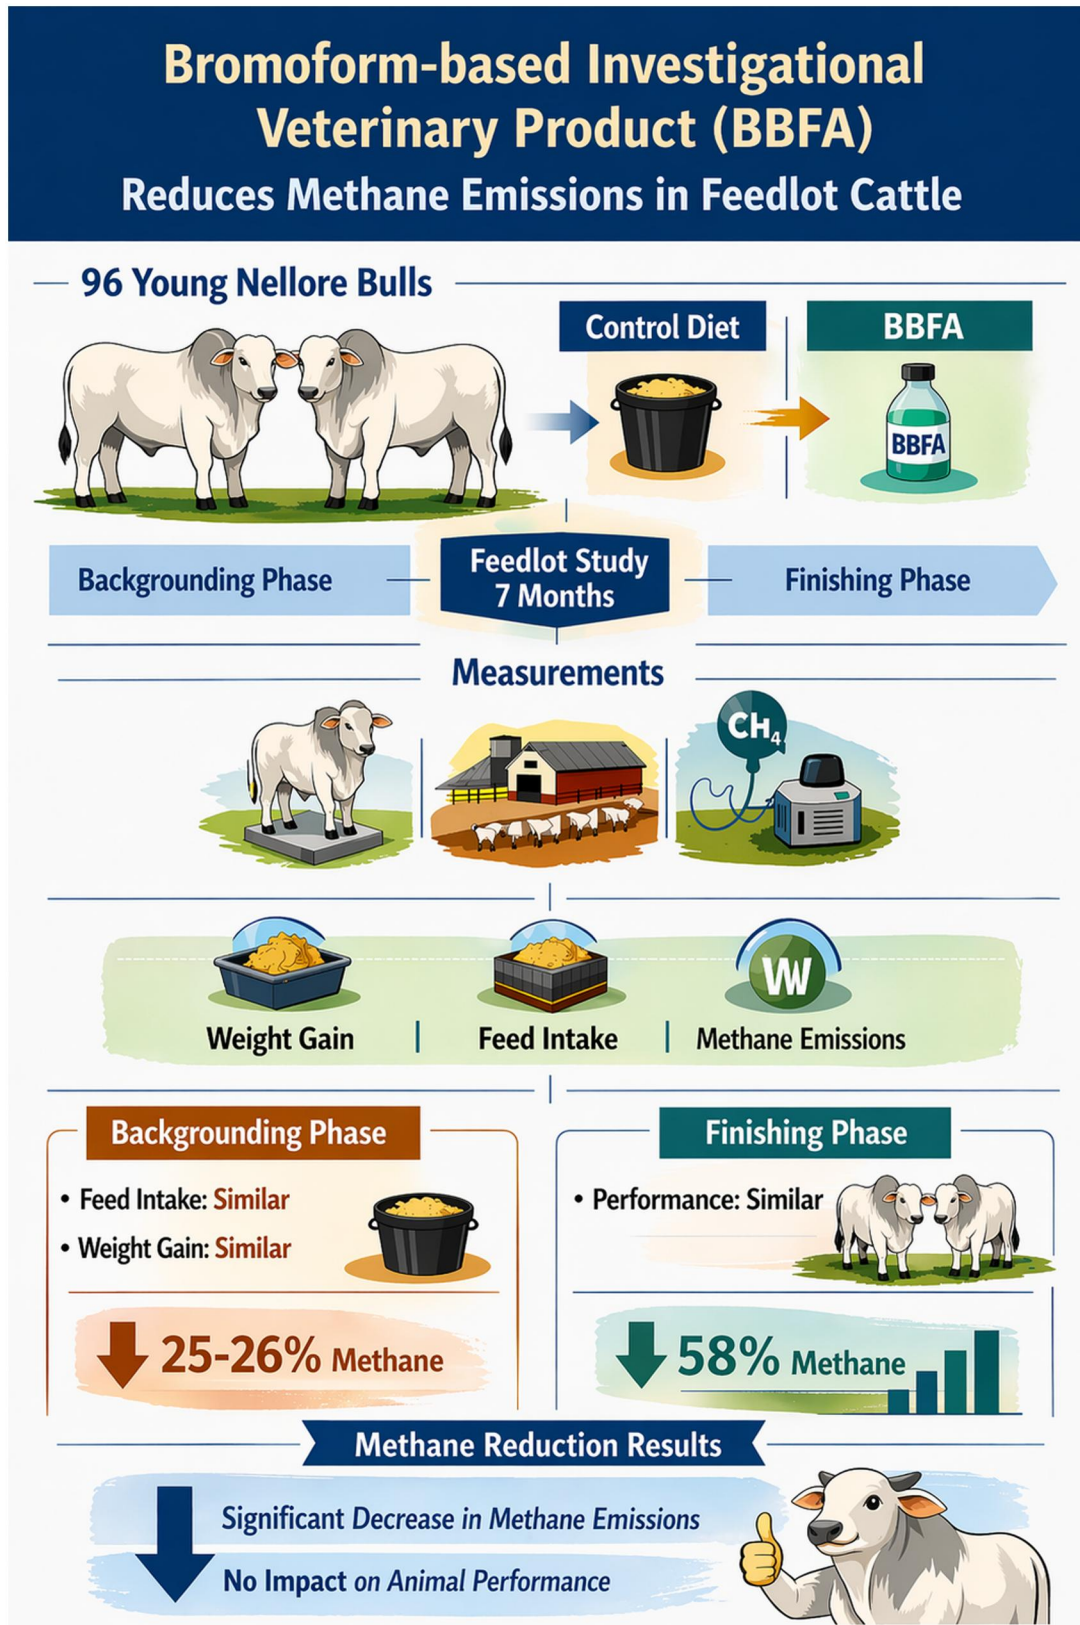 Bromoform-based Investigational
Veterinary Product (BBFA)
Reduces Methane Emissions in Feedlot Cattle
96 Young Nellore Bulls
Control Diet
BBFA
BBFA
Backgrounding Phase
Feedlot Study
7 Months
Finishing Phase
Measurements
CH₄
W
Weight Gain
Feed Intake
Methane Emissions
Backgrounding Phase
• Feed Intake: Similar
• Weight Gain: Similar
25-26% Methane
Finishing Phase
• Performance: Similar
58% Methane
Methane Reduction Results
Significant Decrease in Methane Emissions
No Impact on Animal Performance